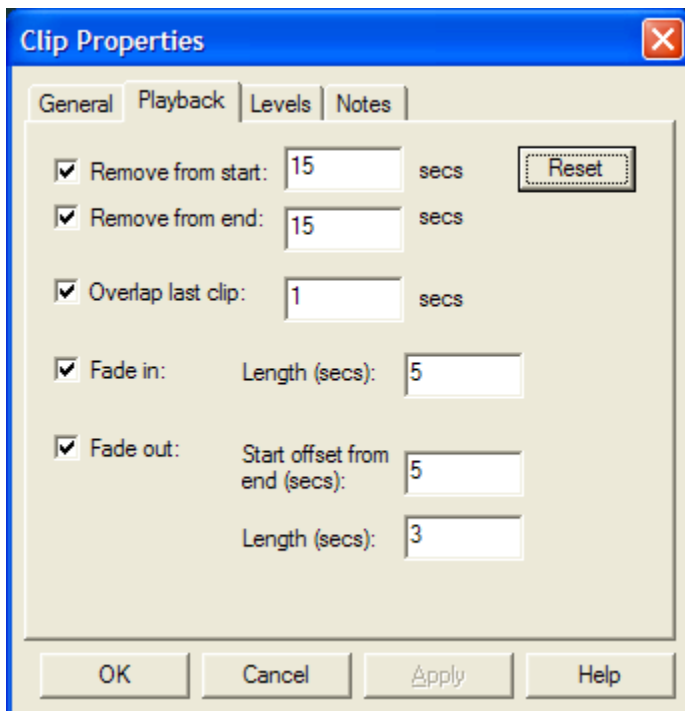 Clip Properties
General Playback Levels Notes
Remove from start: 15 secs Reset
Remove from end: 15 secs
Overlap last clip: 1 secs
Fade in: Length (secs): 5
Fade out: Start offset from
end (secs): 5
Length (secs): 3
OK Cancel Apply Help